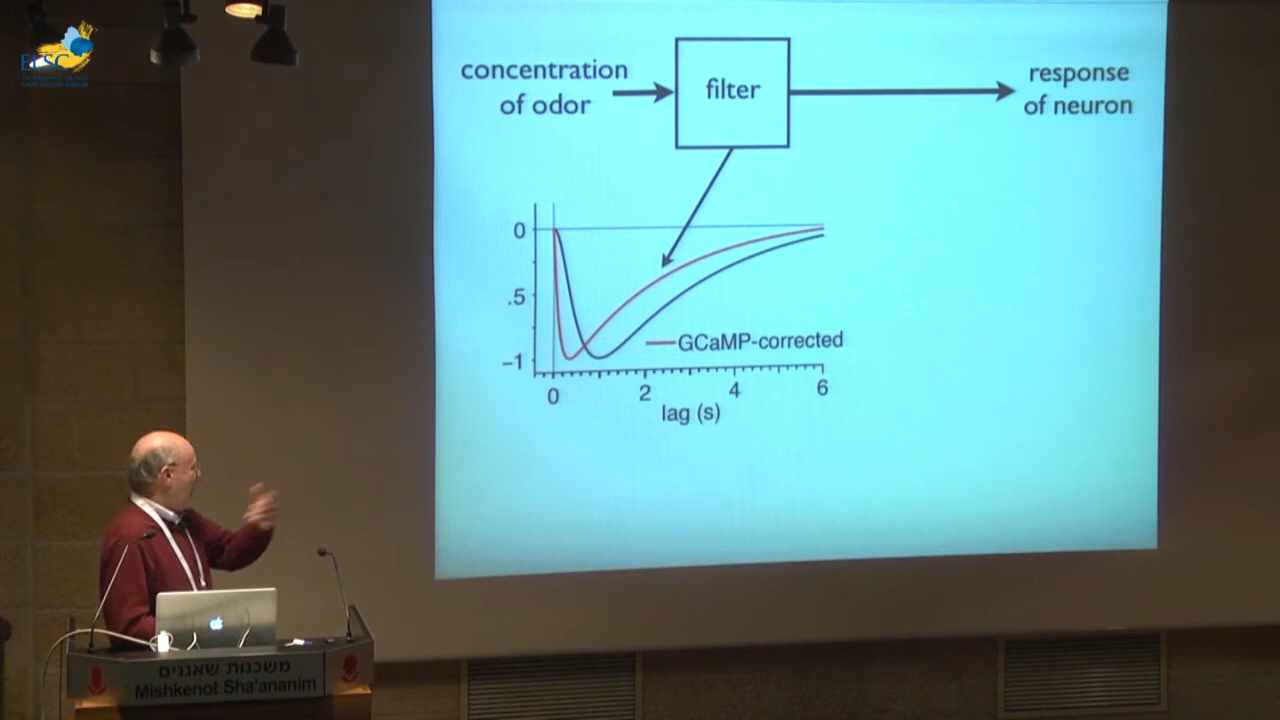 ELSC
concentration
of odor
filter
response
of neuron
0
.5
−1
GCaMP-corrected
0
2
4
6
lag (s)
משכנות שאננים
Mishkenot Sha'ananim